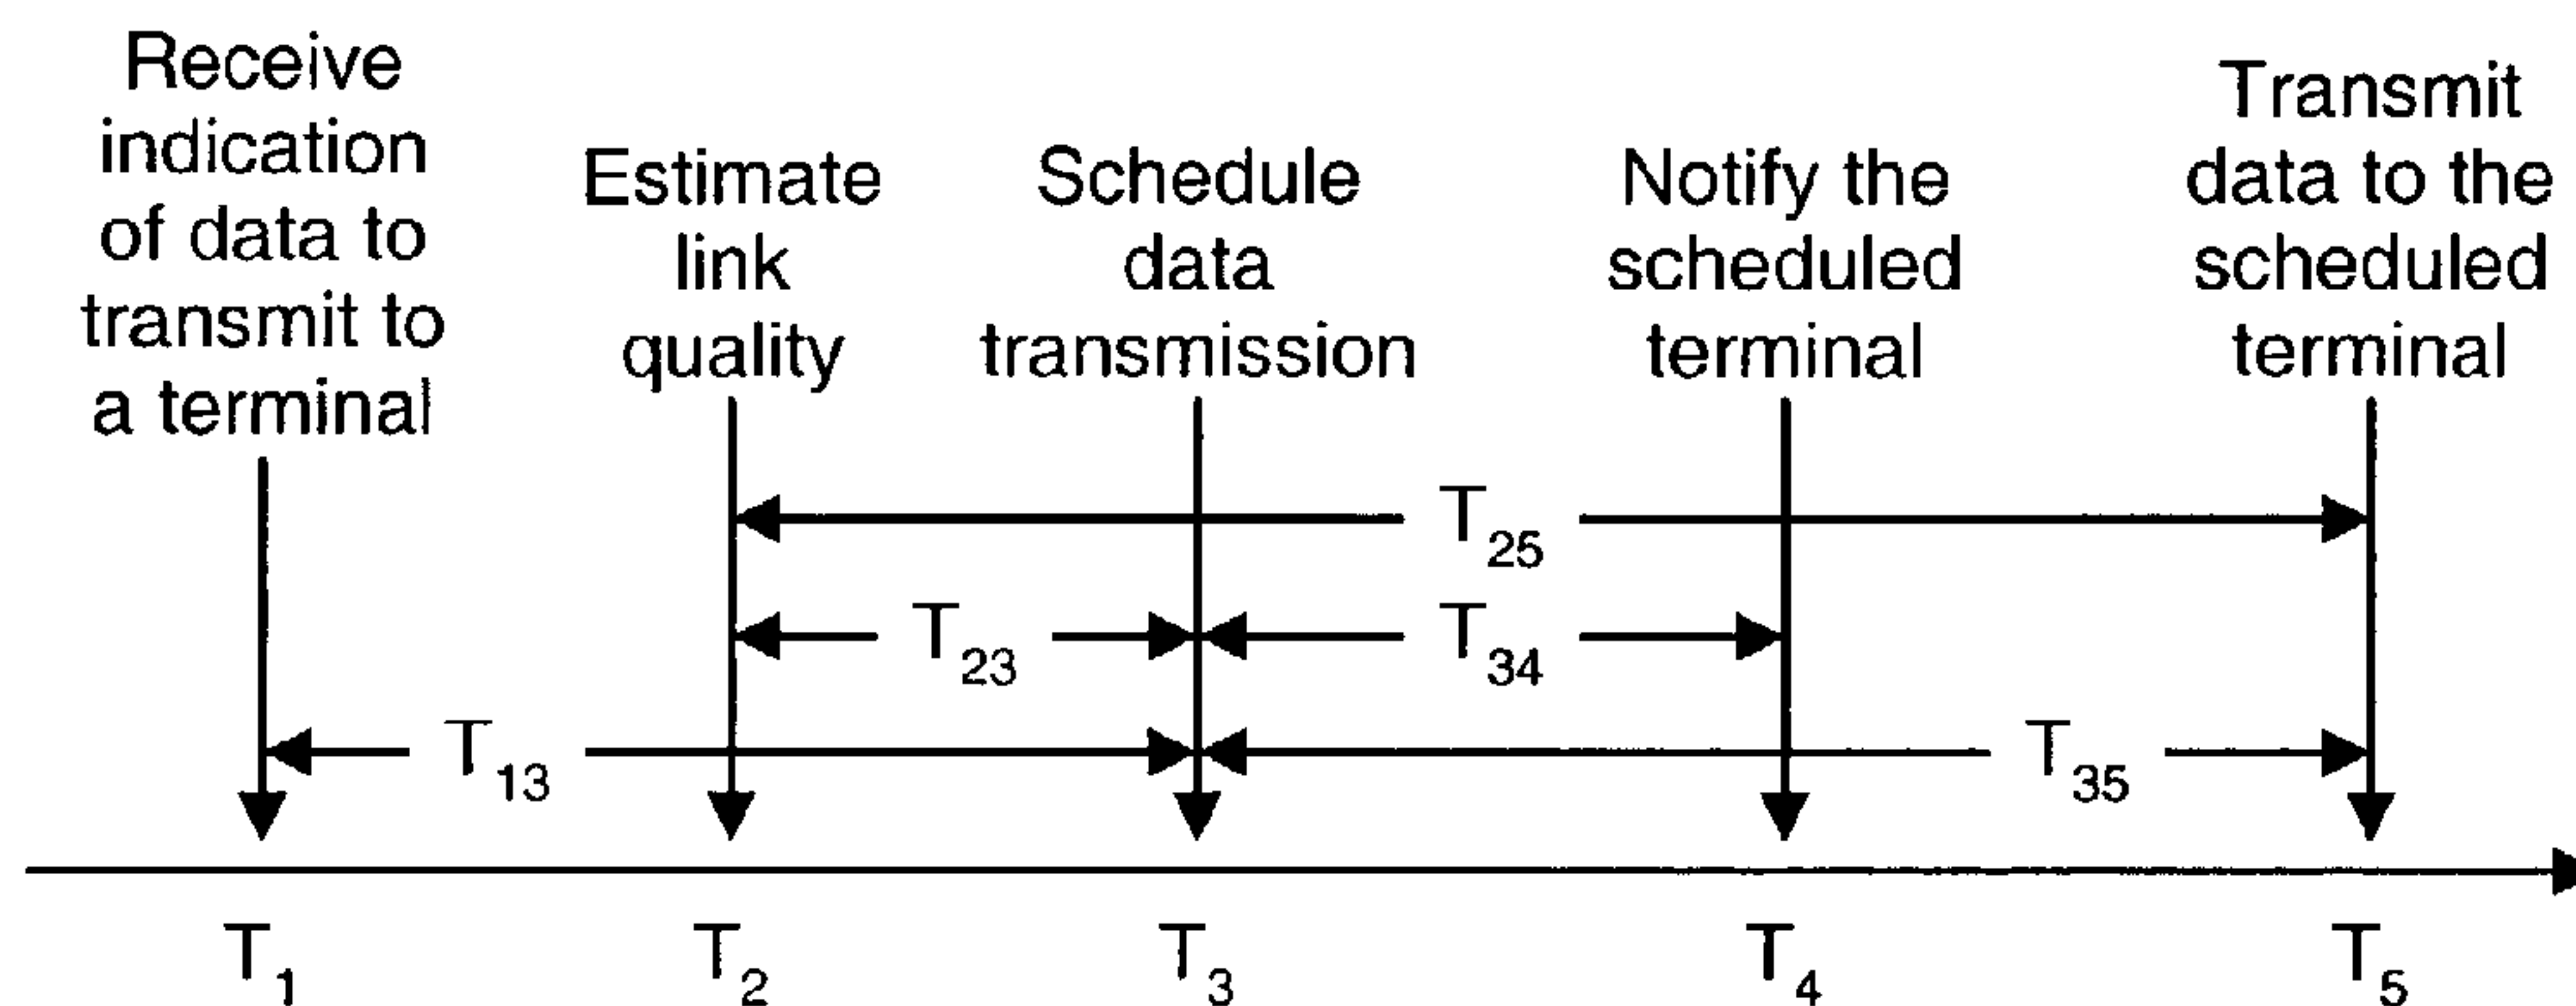 Receive
indication
of data to
transmit to
a terminal
Estimate
link
quality
Schedule
data
transmission
Notify the
scheduled
terminal
Transmit
data to the
scheduled
terminal
T25
T23
T34
T13
T35
T1
T2
T3
T4
T5